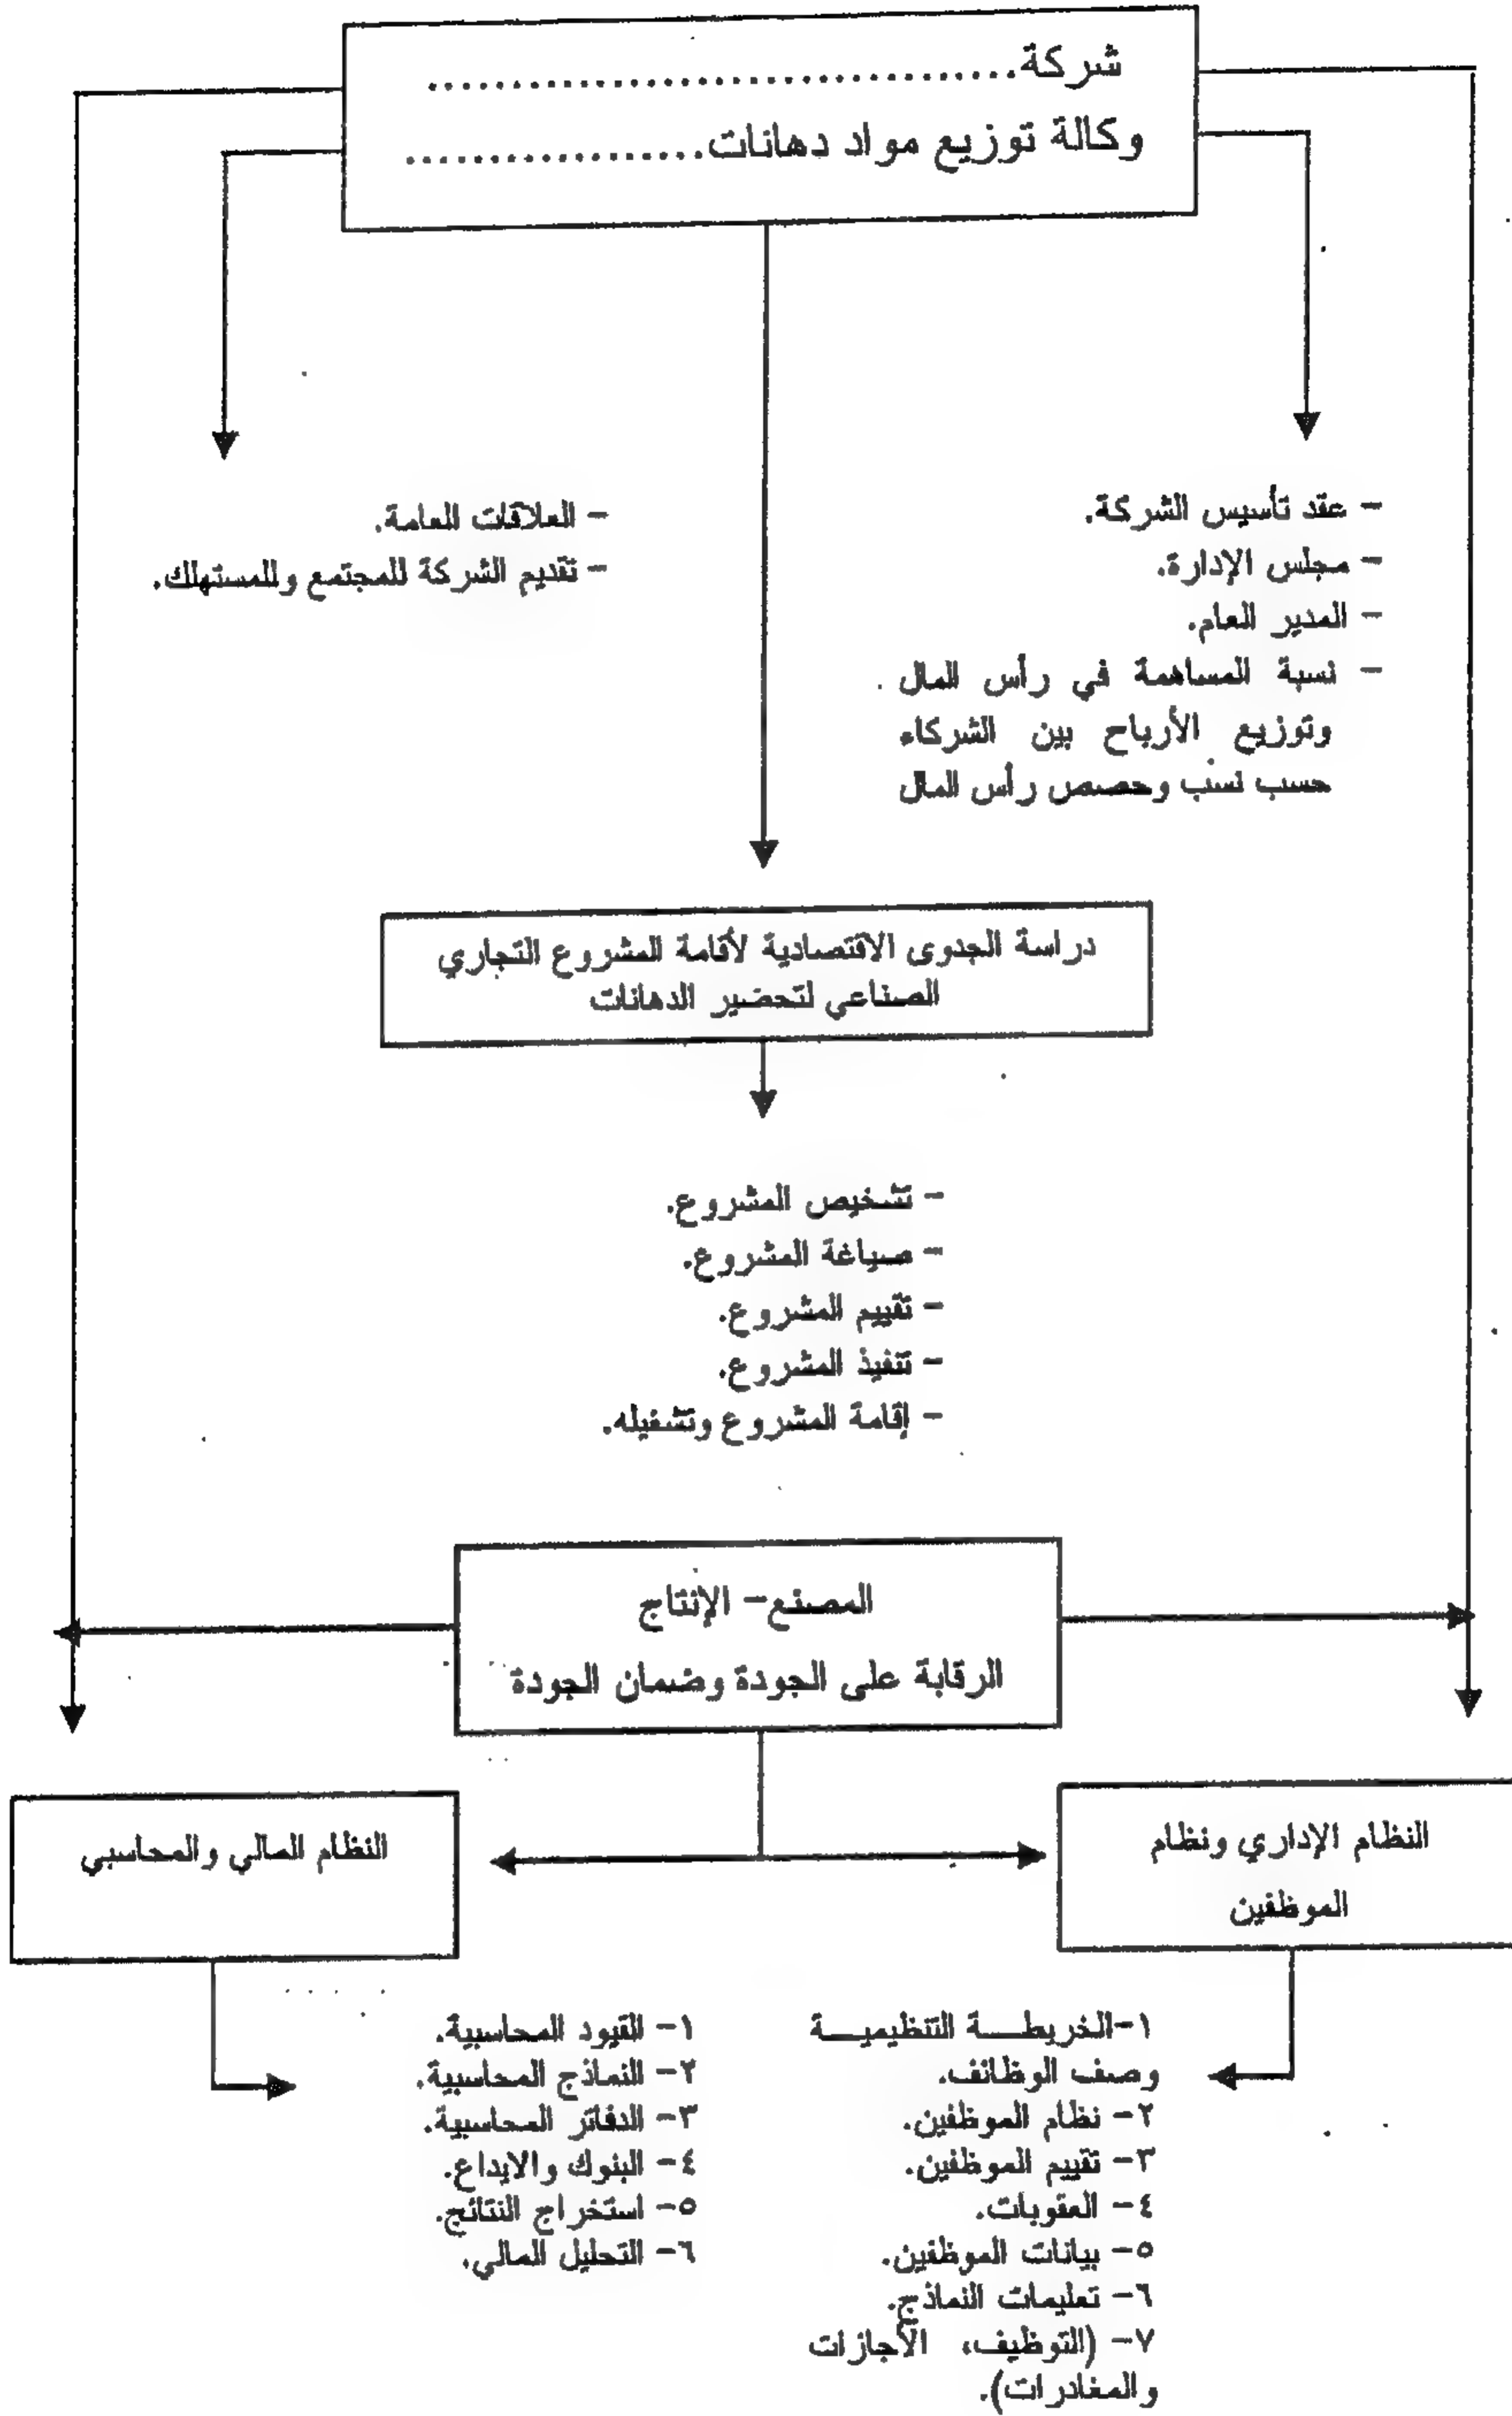 شركة....................................
وكالة توزيع مواد دهانات..................
- عقد تأسيس الشركة.
- مجلس الإدارة.
- المدير العام.
- نسبة المساهمة في رأس المال
وتوزيع الأرباح بين الشركاء
حسب نسب وحصص رأس المال
- العلاقات العامة.
- تقديم الشركة للمجتمع وللمستهلك.
دراسة الجدوى الاقتصادية لأقامة المشروع التجاري
الصناعي لتحضير الدهانات
- تشخيص المشروع.
- صياغة المشروع.
- تقييم المشروع.
- تنفيذ المشروع.
- إقامة المشروع وتشغيله.
المصنع- الإنتاج
الرقابة على الجودة وضمان الجودة
النظام الإداري ونظام
الموظفين
النظام المالي والمحاسبي
١-الخريطة التنظيمية
وصف الوظائف.
٢- نظام الموظفين.
٣- تقييم الموظفين.
٤- العقوبات.
٥- بيانات الموظفين.
٦- تعليمات النماذج.
٧- (التوظيف، الأجازات
والمغادرات).
١- القيود المحاسبية.
٢- النماذج المحاسبية.
٣- الدفاتر المحاسبية.
٤- البنوك والايداع.
٥- استخراج النتائج.
٦- التحليل المالي.